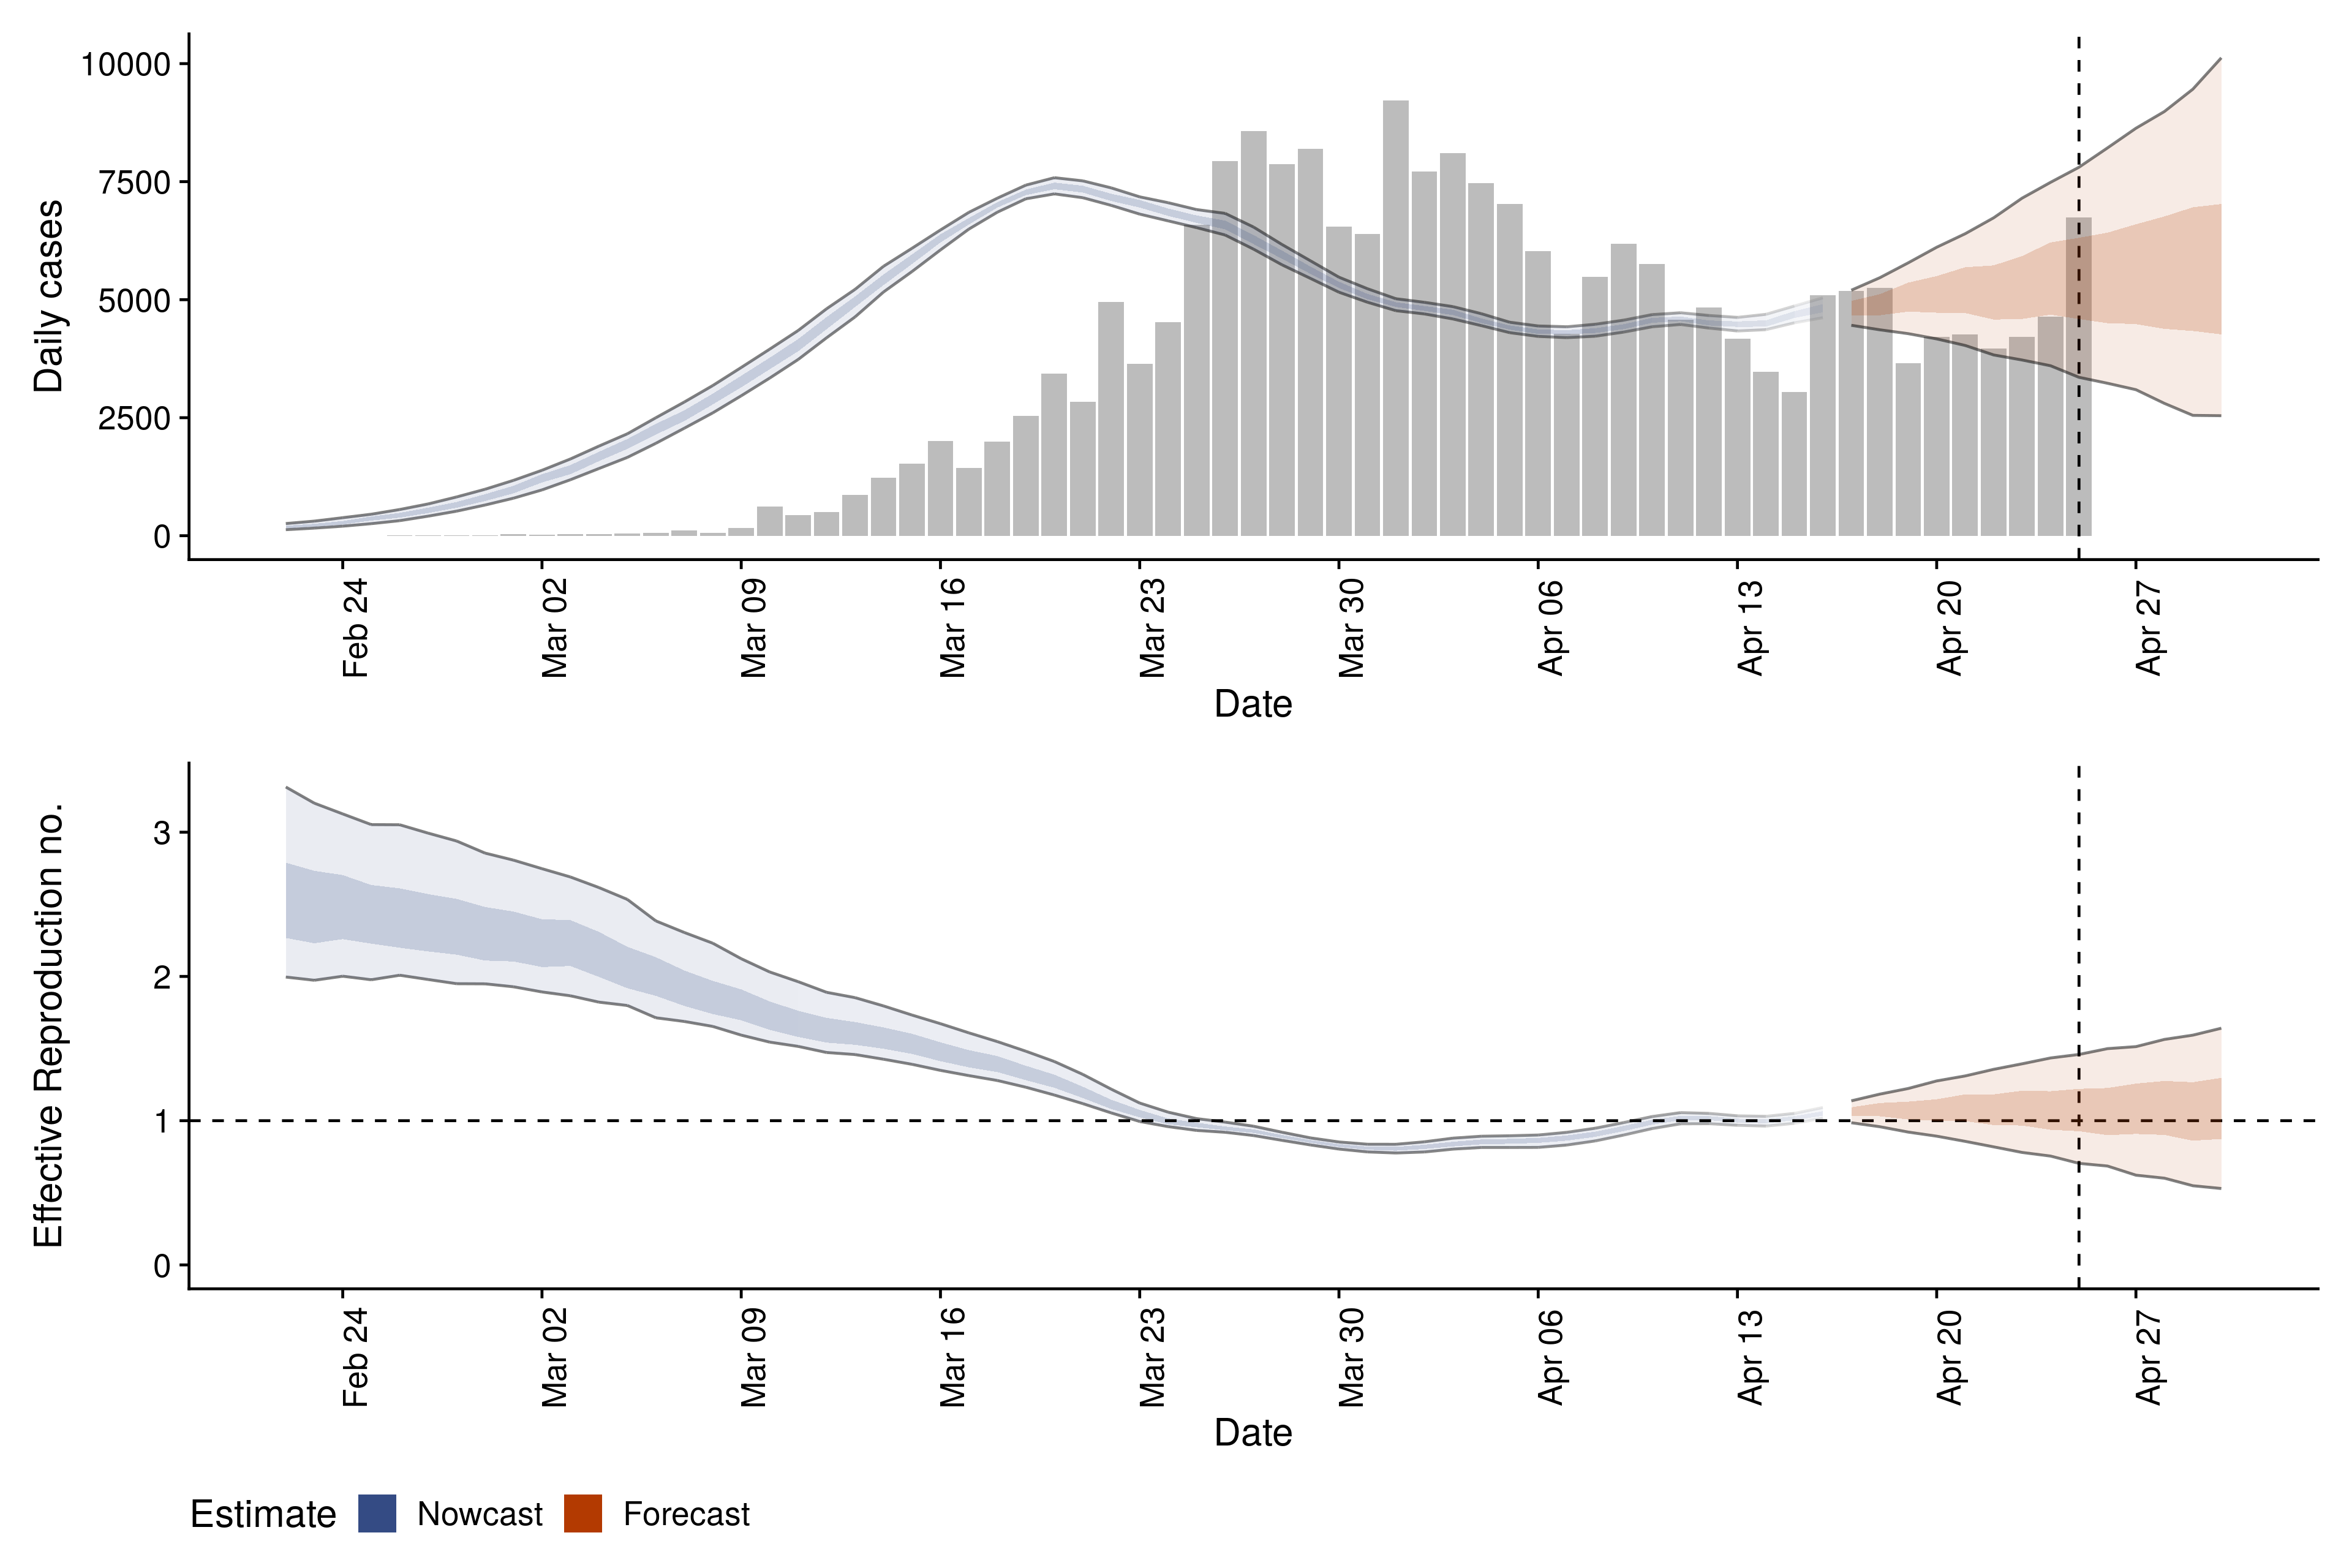 Daily cases
10000
7500
5000
2500
0
Feb 24 Mar 02 Mar 09 Mar 16 Mar 23 Mar 30 Apr 06 Apr 13 Apr 20 Apr 27
Date
Effective Reproduction no.
3
2
1
0
Feb 24 Mar 02 Mar 09 Mar 16 Mar 23 Mar 30 Apr 06 Apr 13 Apr 20 Apr 27
Date
Estimate Nowcast Forecast